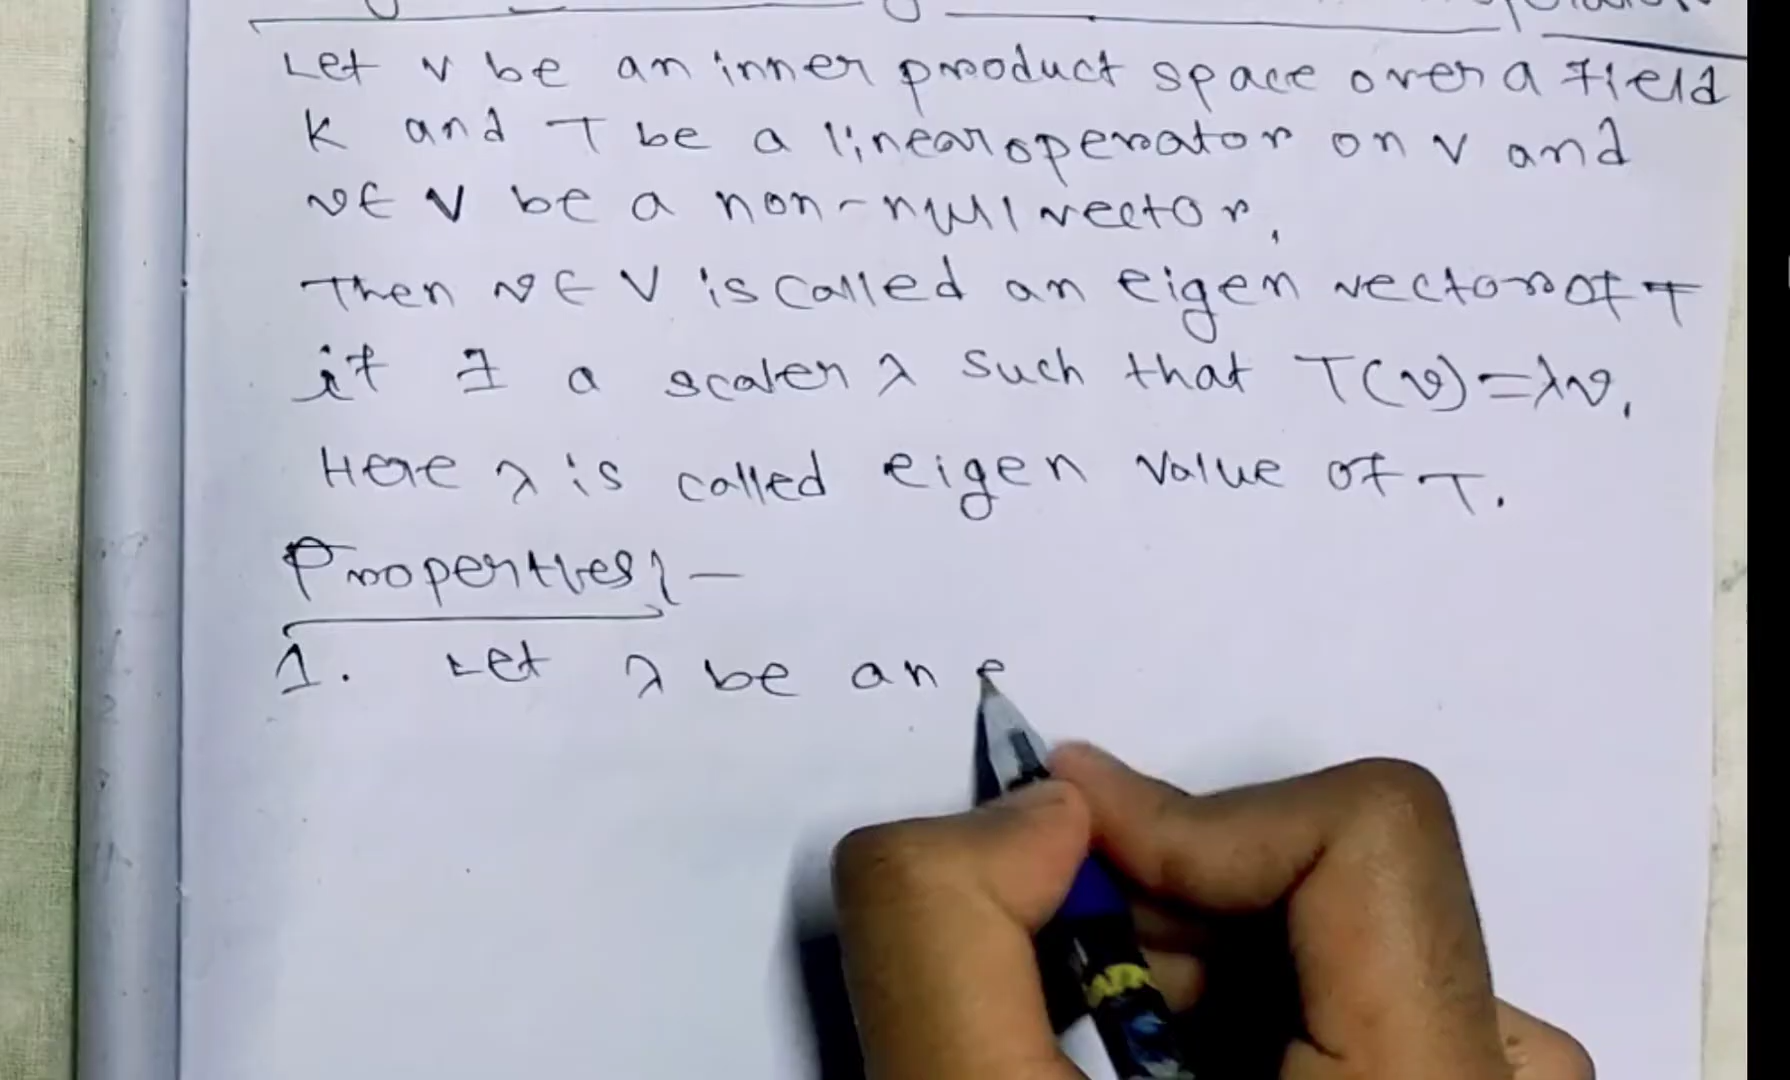 Let v be an inner product space over a field
K and T be a linear operator on v and
v ∈ V be a non-null vector,
Then v ∈ V is called an eigen vector of T
if ∃ a scaler λ such that T(v)=λv.
Here λ is called eigen value of T.
Properties:-
1. Let λ be an e